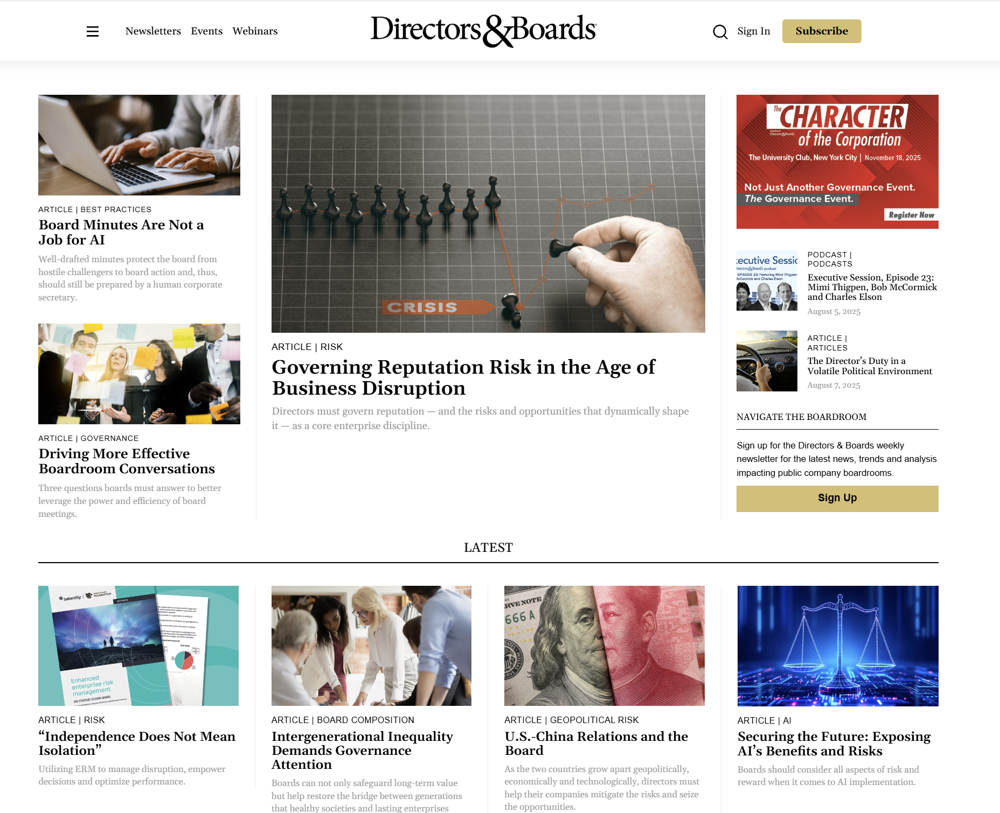 Newsletters Events Webinars
Directors&Boards
Sign In
Subscribe
ARTICLE | BEST PRACTICES
Board Minutes Are Not a
Job for AI
Well-drafted minutes protect the board from
hostile challengers to board action and, thus,
should still be prepared by a human corporate
secretary.
ARTICLE | GOVERNANCE
Driving More Effective
Boardroom Conversations
Three questions boards must answer to better
leverage the power and efficiency of board
meetings.
CRISIS
ARTICLE | RISK
Governing Reputation Risk in the Age of
Business Disruption
Directors must govern reputation — and the risks and opportunities that dynamically shape
it — as a core enterprise discipline.
The CHARACTER
Directors&Boards
of the Corporation
The University Club, New York City | November 18, 2025
Not Just Another Governance Event.
The Governance Event.
Register Now
xecutive Sessic
Directors&Boards podcast
EPISODE 23: Featuring Mimi Thigpen
McCormick and Charles Elson
PODCAST |
PODCASTS
Executive Session, Episode 23:
Mimi Thigpen, Bob McCormick
and Charles Elson
August 5, 2025
ARTICLE |
ARTICLES
The Director’s Duty in a
Volatile Political Environment
August 7, 2025
NAVIGATE THE BOARDROOM
Sign up for the Directors & Boards weekly
newsletter for the latest news, trends and analysis
impacting public company boardrooms.
Sign Up
LATEST
bakertilly
FOUNDATION
Enhanced
enterprise risk
management
AND STRATEGIC DECISION-MAKING
ARTICLE | RISK
“Independence Does Not Mean
Isolation”
Utilizing ERM to manage disruption, empower
decisions and optimize performance.
ARTICLE | BOARD COMPOSITION
Intergenerational Inequality
Demands Governance
Attention
Boards can not only safeguard long-term value
but help restore the bridge between generations
that healthy societies and lasting enterprises
RVE NOTE
666 A
ARTICLE | GEOPOLITICAL RISK
U.S.-China Relations and the
Board
As the two countries grow apart geopolitically,
economically and technologically, directors must
help their companies mitigate the risks and seize
the opportunities.
ARTICLE | AI
Securing the Future: Exposing
AI’s Benefits and Risks
Boards should consider all aspects of risk and
reward when it comes to AI implementation.